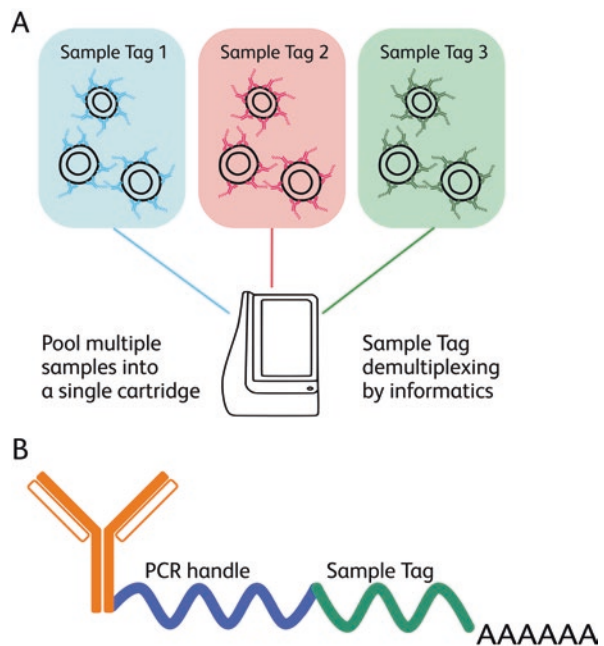 A
Sample Tag 1
Sample Tag 2
Sample Tag 3
Pool multiple
samples into
a single cartridge
Sample Tag
demultiplexing
by informatics
B
PCR handle
Sample Tag
AAAAAA